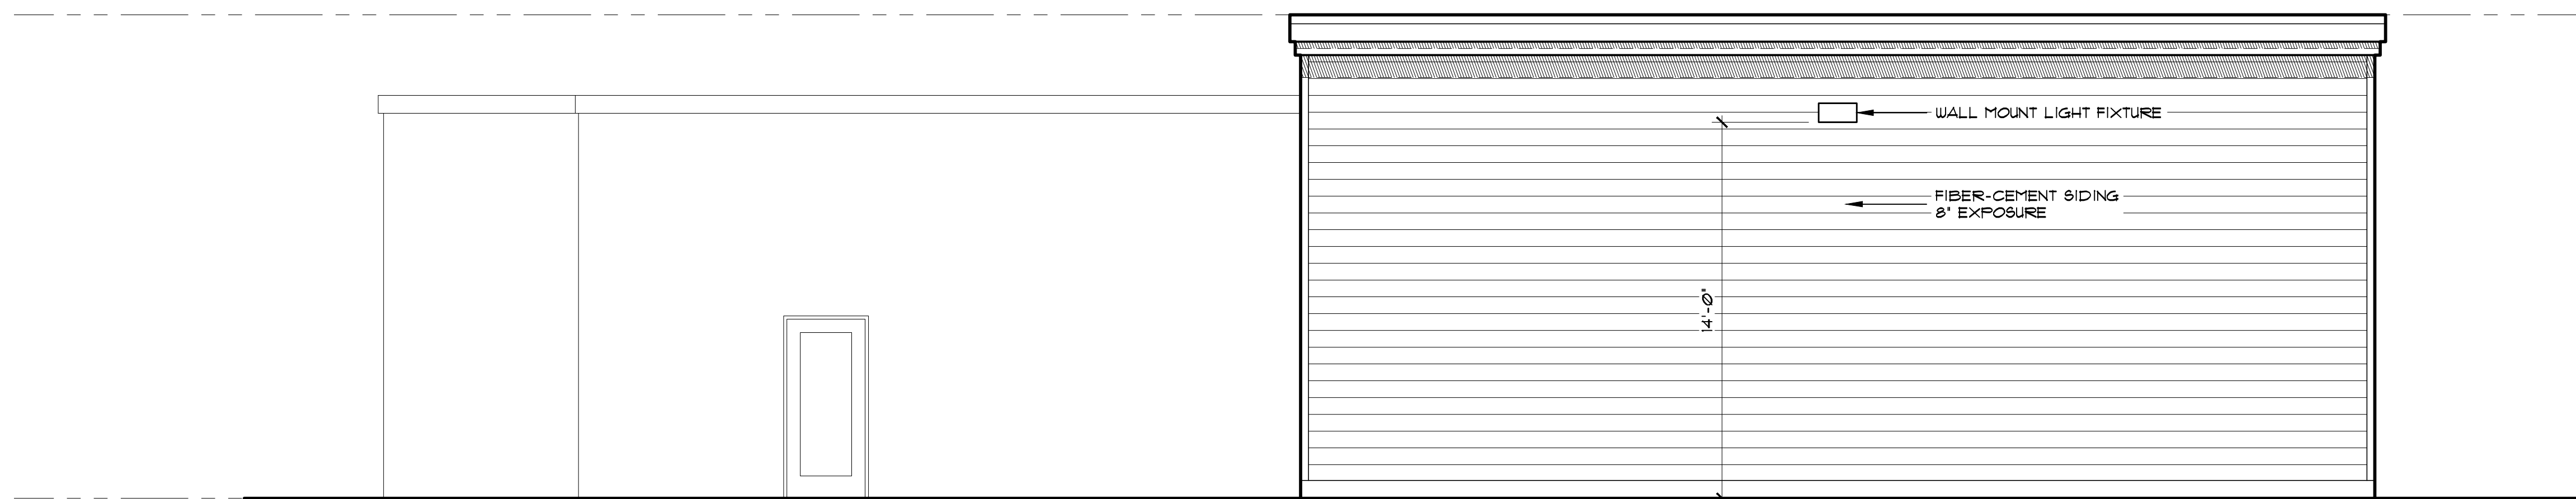 WALL MOUNT LIGHT FIXTURE
FIBER-CEMENT SIDING
8" EXPOSURE
14'-0"